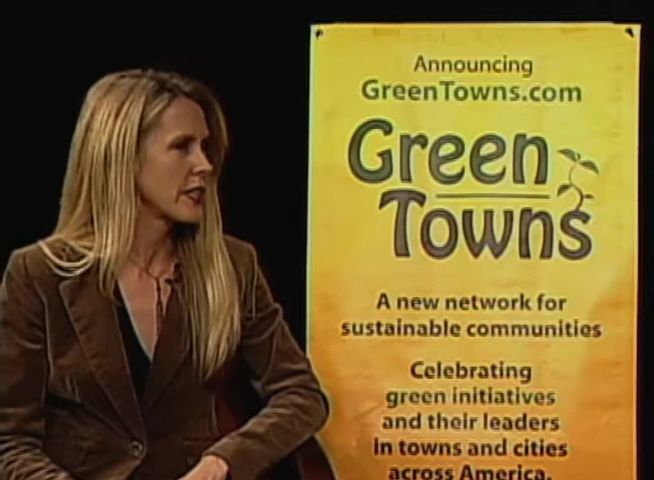 Announcing
GreenTowns.com
Green
Towns
A new network for
sustainable communities
Celebrating
green initiatives
and their leaders
in towns and cities
across America.